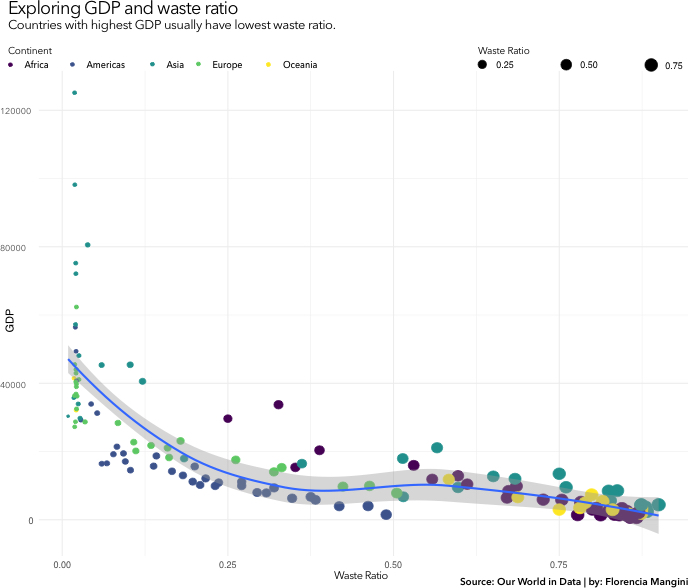 Exploring GDP and waste ratio
Countries with highest GDP usually have lowest waste ratio.
Continent
Africa Americas Asia Europe Oceania
Waste Ratio
0.25 0.50 0.75
120000
80000
40000
0
GDP
0.00 0.25 0.50 0.75
Waste Ratio
Source: Our World in Data | by: Florencia Mangini